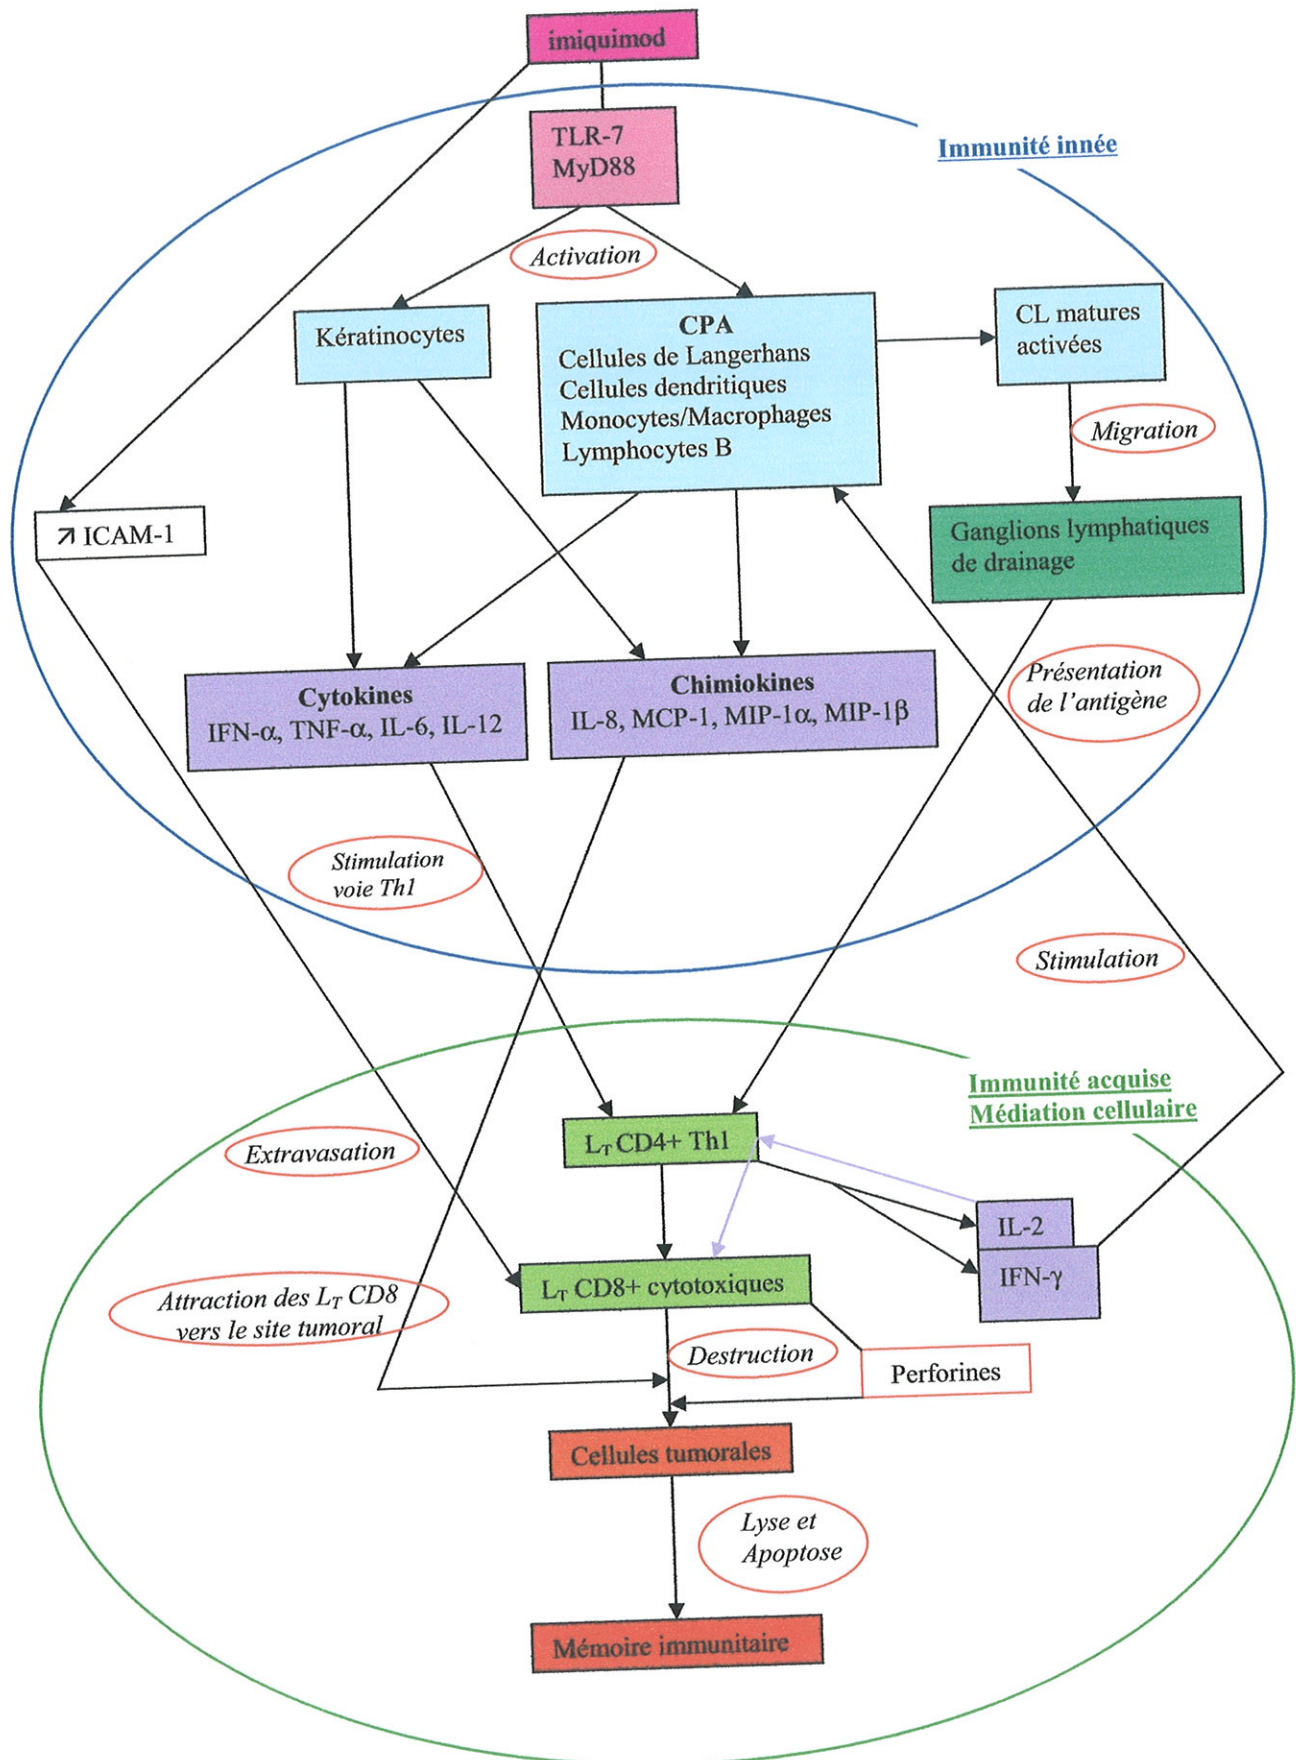 imiquimod
TLR-7
MyD88
Immunité innée
Activation
Kératinocytes
CPA
Cellules de Langerhans
Cellules dendritiques
Monocytes/Macrophages
Lymphocytes B
CL matures
activées
Migration
↗ ICAM-1
Ganglions lymphatiques
de drainage
Cytokines
IFN-α, TNF-α, IL-6, IL-12
Chimiokines
IL-8, MCP-1, MIP-1α, MIP-1β
Présentation
de l’antigène
Stimulation
voie Th1
Stimulation
Immunité acquise
Médiation cellulaire
Extravasation
LT CD4+ Th1
IL-2
IFN-γ
LT CD8+ cytotoxiques
Attraction des LT CD8
vers le site tumoral
Destruction
Perforines
Cellules tumorales
Lyse et
Apoptose
Mémoire immunitaire